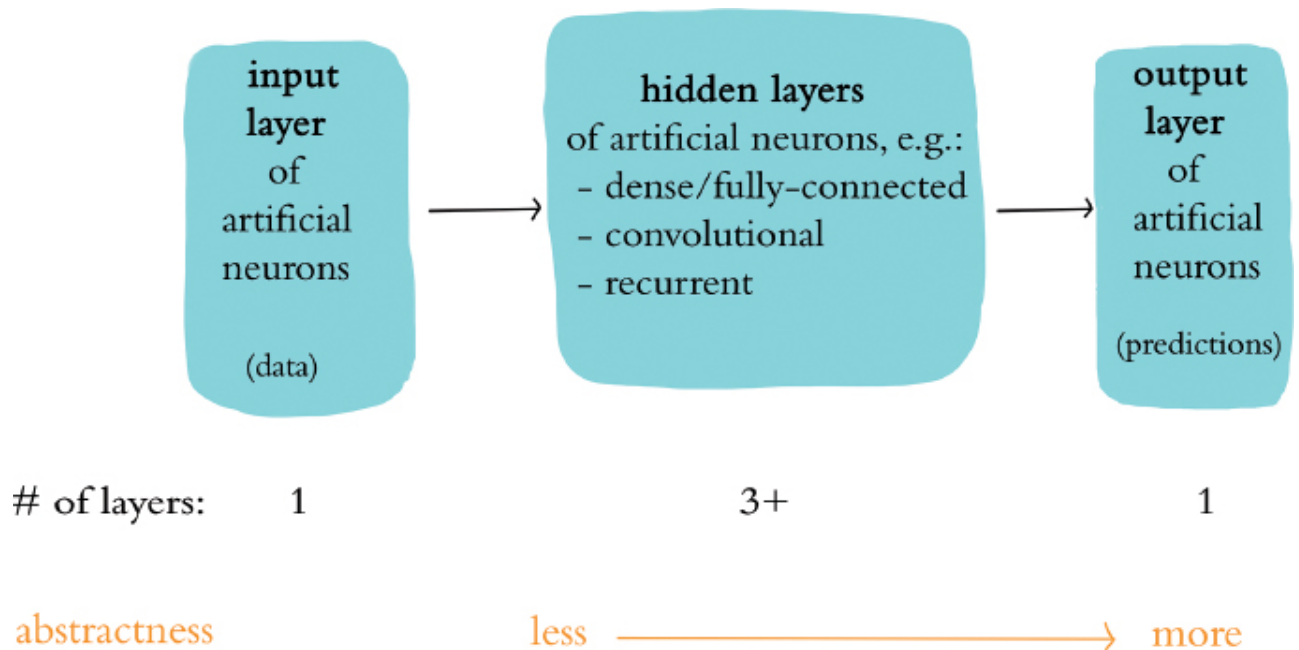 input
layer
of
artificial
neurons
(data)
hidden layers
of artificial neurons, e.g.:
- dense/fully-connected
- convolutional
- recurrent
output
layer
of
artificial
neurons
(predictions)
# of layers: 1 3+ 1
abstractness less more